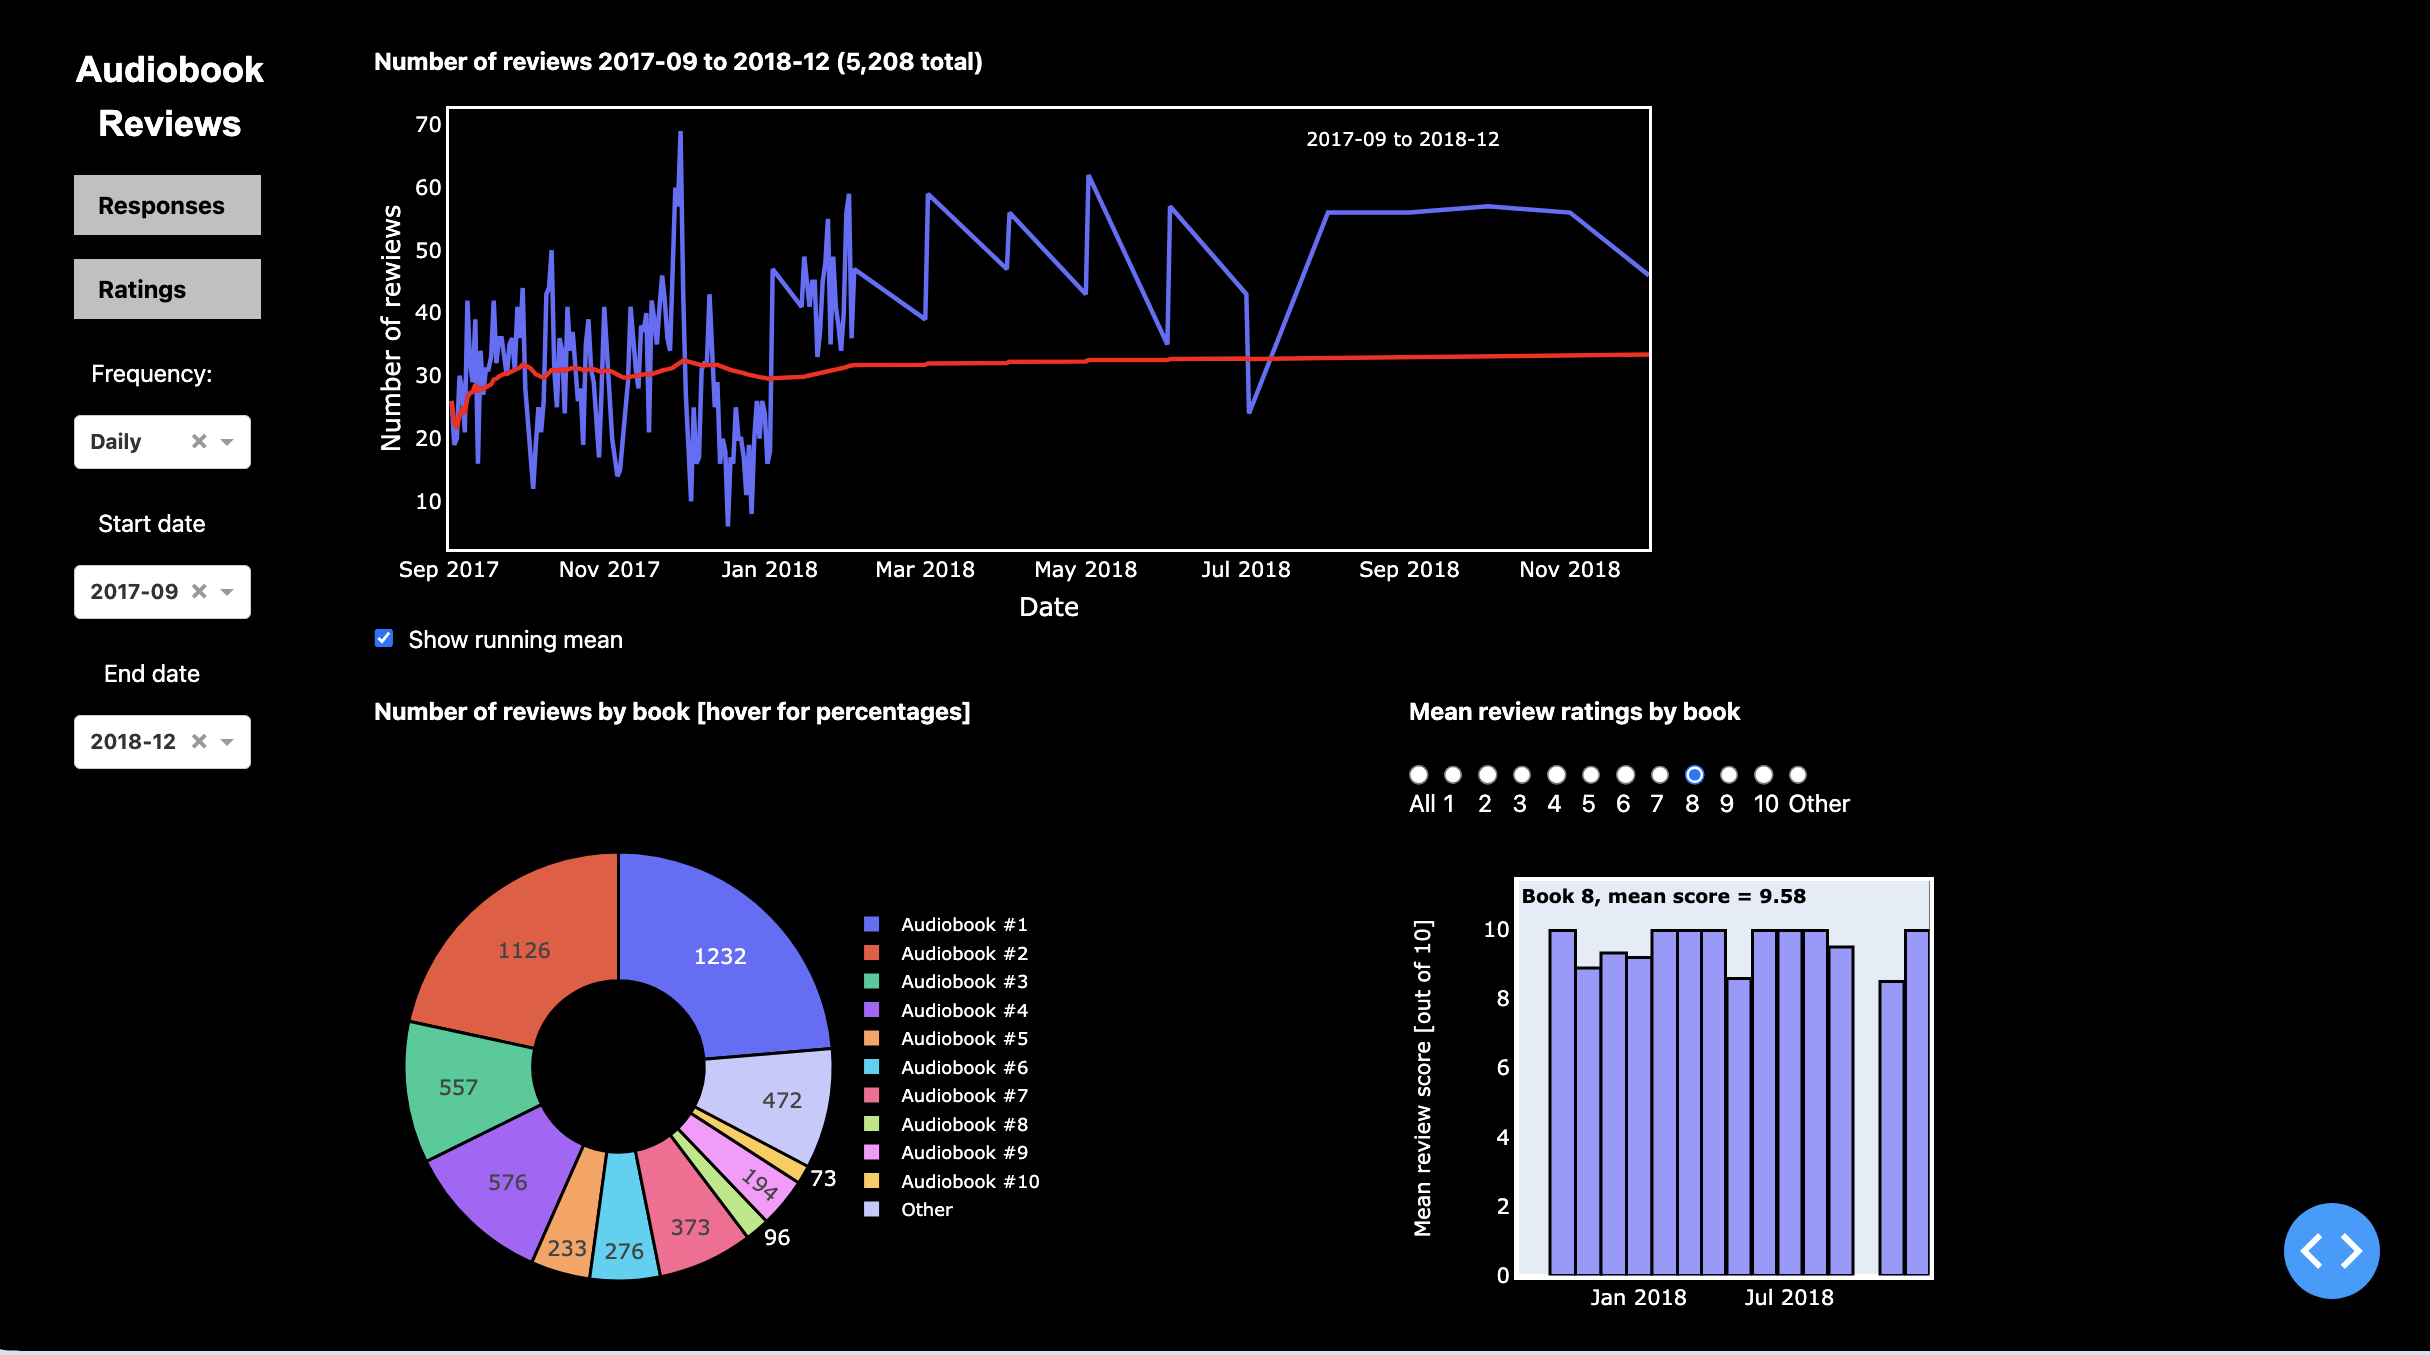 Audiobook
Reviews
Responses
Ratings
Frequency:
Daily
Start date
2017-09
End date
2018-12
Number of reviews 2017-09 to 2018-12 (5,208 total)
2017-09 to 2018-12
Number of reviews
70
60
50
40
30
20
10
Sep 2017 Nov 2017 Jan 2018 Mar 2018 May 2018 Jul 2018 Sep 2018 Nov 2018
Date
Show running mean
Number of reviews by book [hover for percentages]
1232
1126
557
576
233
276
373
96
194
73
472
Audiobook #1
Audiobook #2
Audiobook #3
Audiobook #4
Audiobook #5
Audiobook #6
Audiobook #7
Audiobook #8
Audiobook #9
Audiobook #10
Other
Mean review ratings by book
All 1 2 3 4 5 6 7 8 9 10 Other
Book 8, mean score = 9.58
Mean review score [out of 10]
10
8
6
4
2
0
Jan 2018 Jul 2018